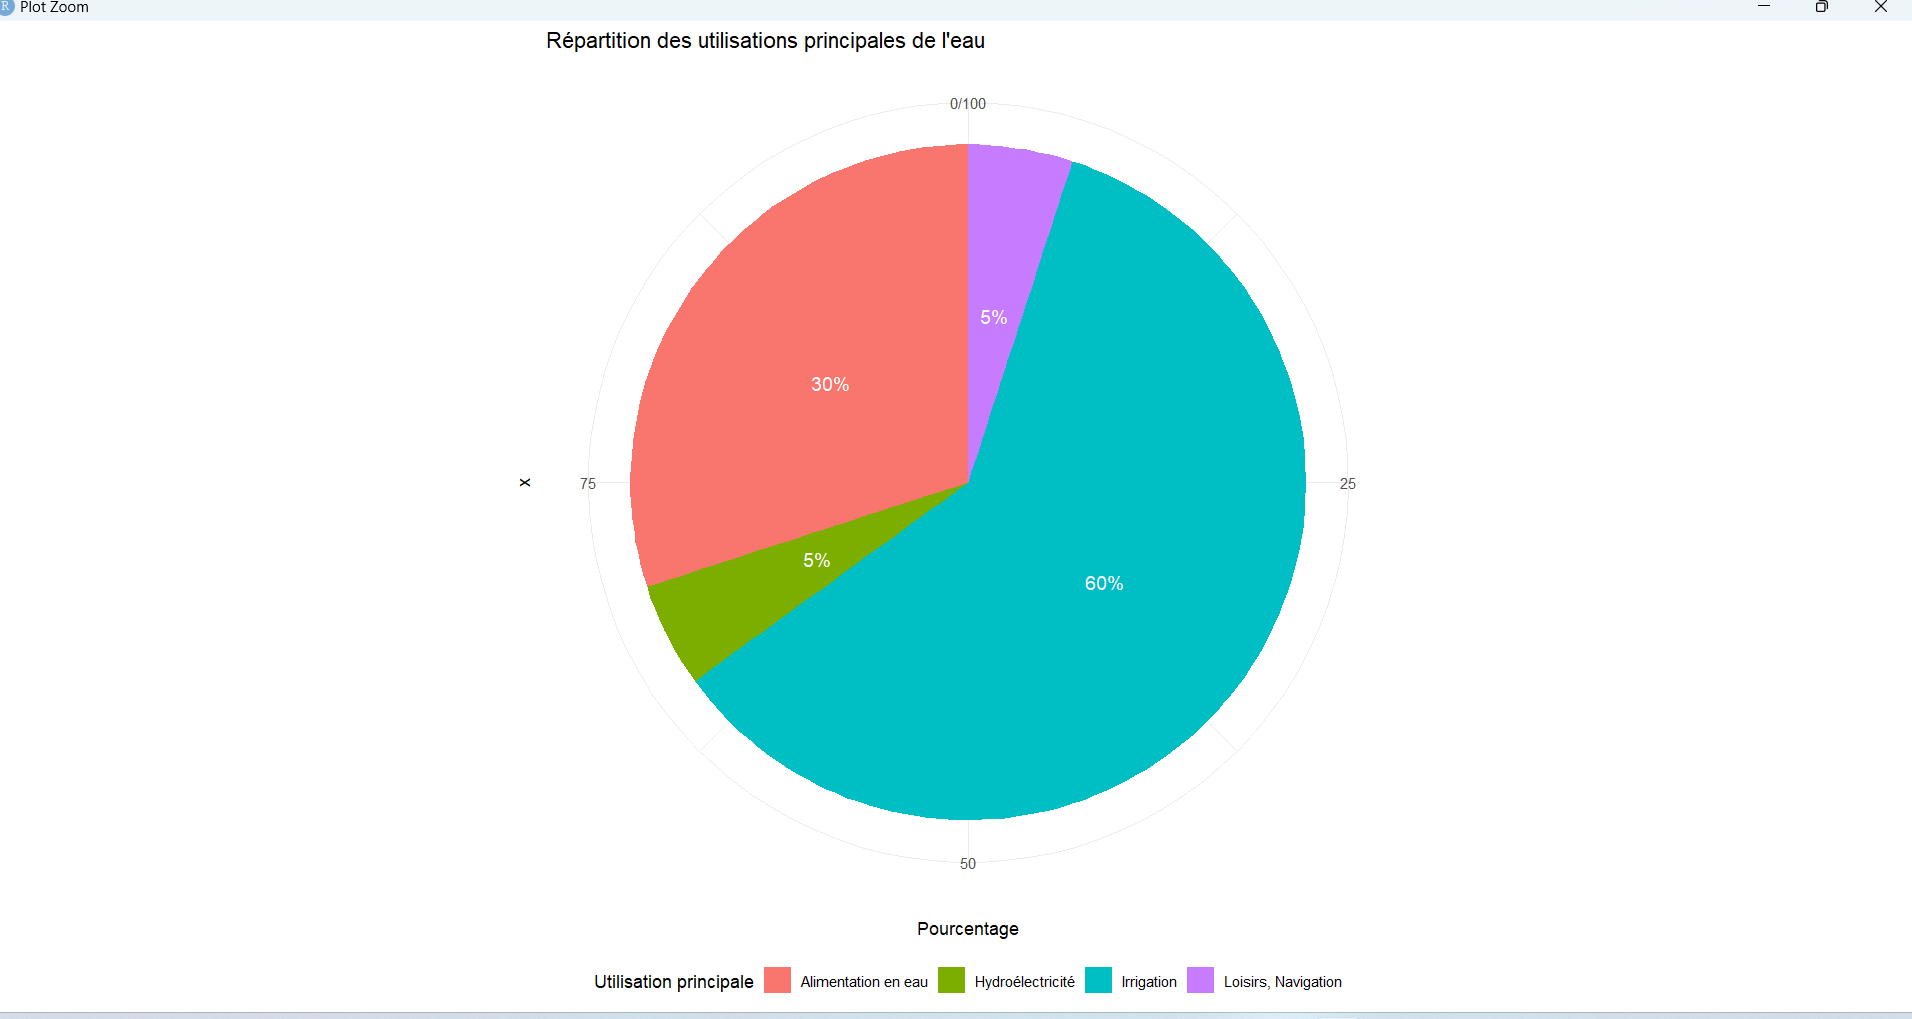 R Plot Zoom
Répartition des utilisations principales de l'eau
0/100
5%
30%
x
75
25
5%
60%
50
Pourcentage
Utilisation principale Alimentation en eau Hydroélectricité Irrigation Loisirs, Navigation